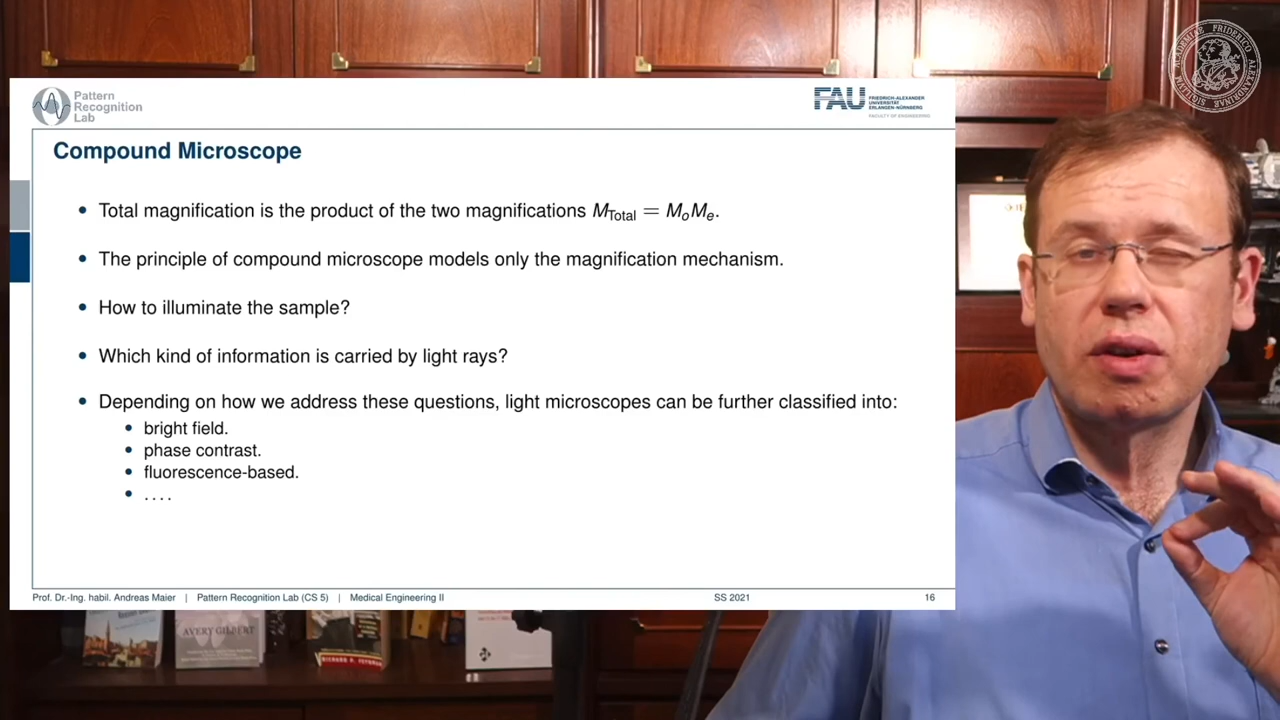 Pattern
Recognition
Lab
FAU FRIEDRICH-ALEXANDER
UNIVERSITÄT
ERLANGEN-NÜRNBERG
FACULTY OF ENGINEERING
Compound Microscope
• Total magnification is the product of the two magnifications M_Total = M_oM_e.
• The principle of compound microscope models only the magnification mechanism.
• How to illuminate the sample?
• Which kind of information is carried by light rays?
• Depending on how we address these questions, light microscopes can be further classified into:
• bright field.
• phase contrast.
• fluorescence-based.
• ....
Prof. Dr.-Ing. habil. Andreas Maier | Pattern Recognition Lab (CS 5) | Medical Engineering II SS 2021 16
AVERY GILBERT